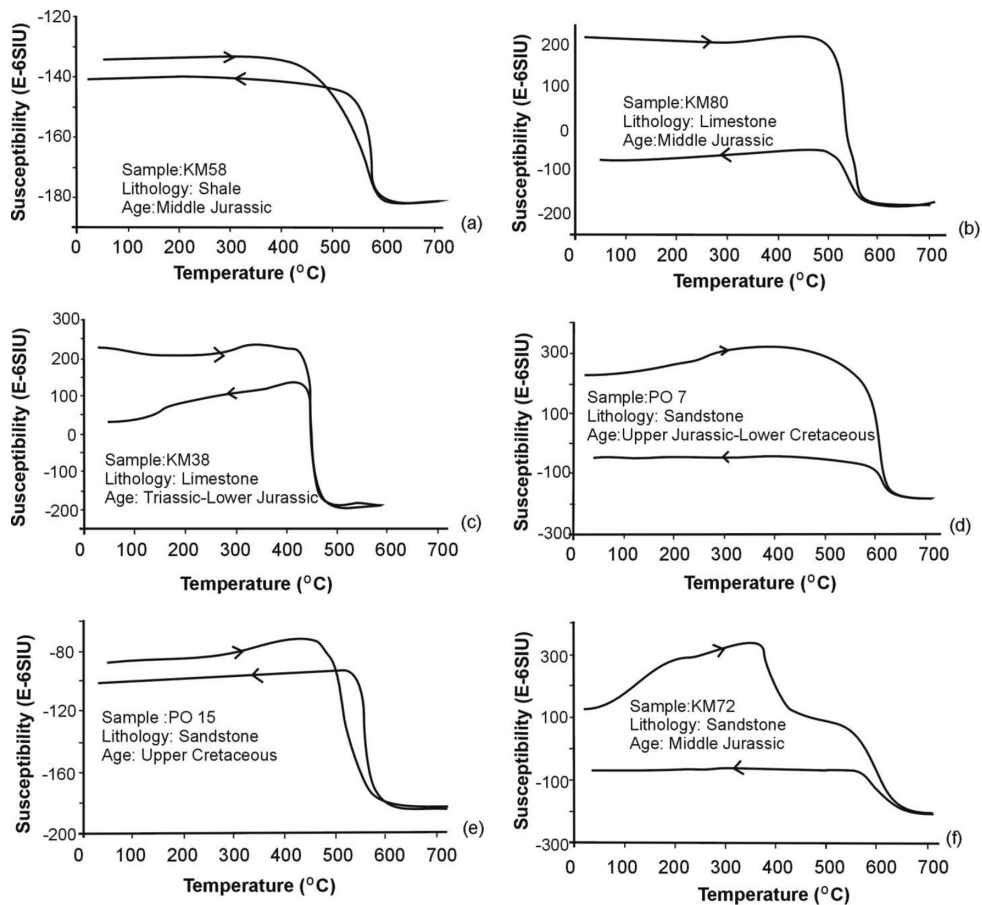 Susceptibility (E-6SIU)
-120
-140
-160
-180
Sample:KM58
Lithology: Shale
Age:Middle Jurassic
0 100 200 300 400 500 600 700
Temperature (°C)
(a)
Susceptibility (E-6SIU)
200
100
0
-100
-200
Sample:KM80
Lithology: Limestone
Age:Middle Jurassic
0 100 200 300 400 500 600 700
Temperature (°C)
(b)
Susceptibility (E-6SIU)
300
200
100
0
-100
-200
Sample:KM38
Lithology: Limestone
Age: Triassic-Lower Jurassic
0 100 200 300 400 500 600 700
Temperature (°C)
(c)
Susceptibility (E-6SIU)
300
100
-100
-300
Sample:PO 7
Lithology: Sandstone
Age:Upper Jurassic-Lower Cretaceous
0 100 200 300 400 500 600 700
Temperature (°C)
(d)
Susceptibility (E-6SIU)
-80
-120
-160
-200
Sample :PO 15
Lithology: Sandstone
Age: Upper Cretaceous
0 100 200 300 400 500 600 700
Temperature (°C)
(e)
Susceptibility (E-6SIU)
300
100
-100
-300
Sample:KM72
Lithology: Sandstone
Age: Middle Jurassic
0 100 200 300 400 500 600 700
Temperature (°C)
(f)